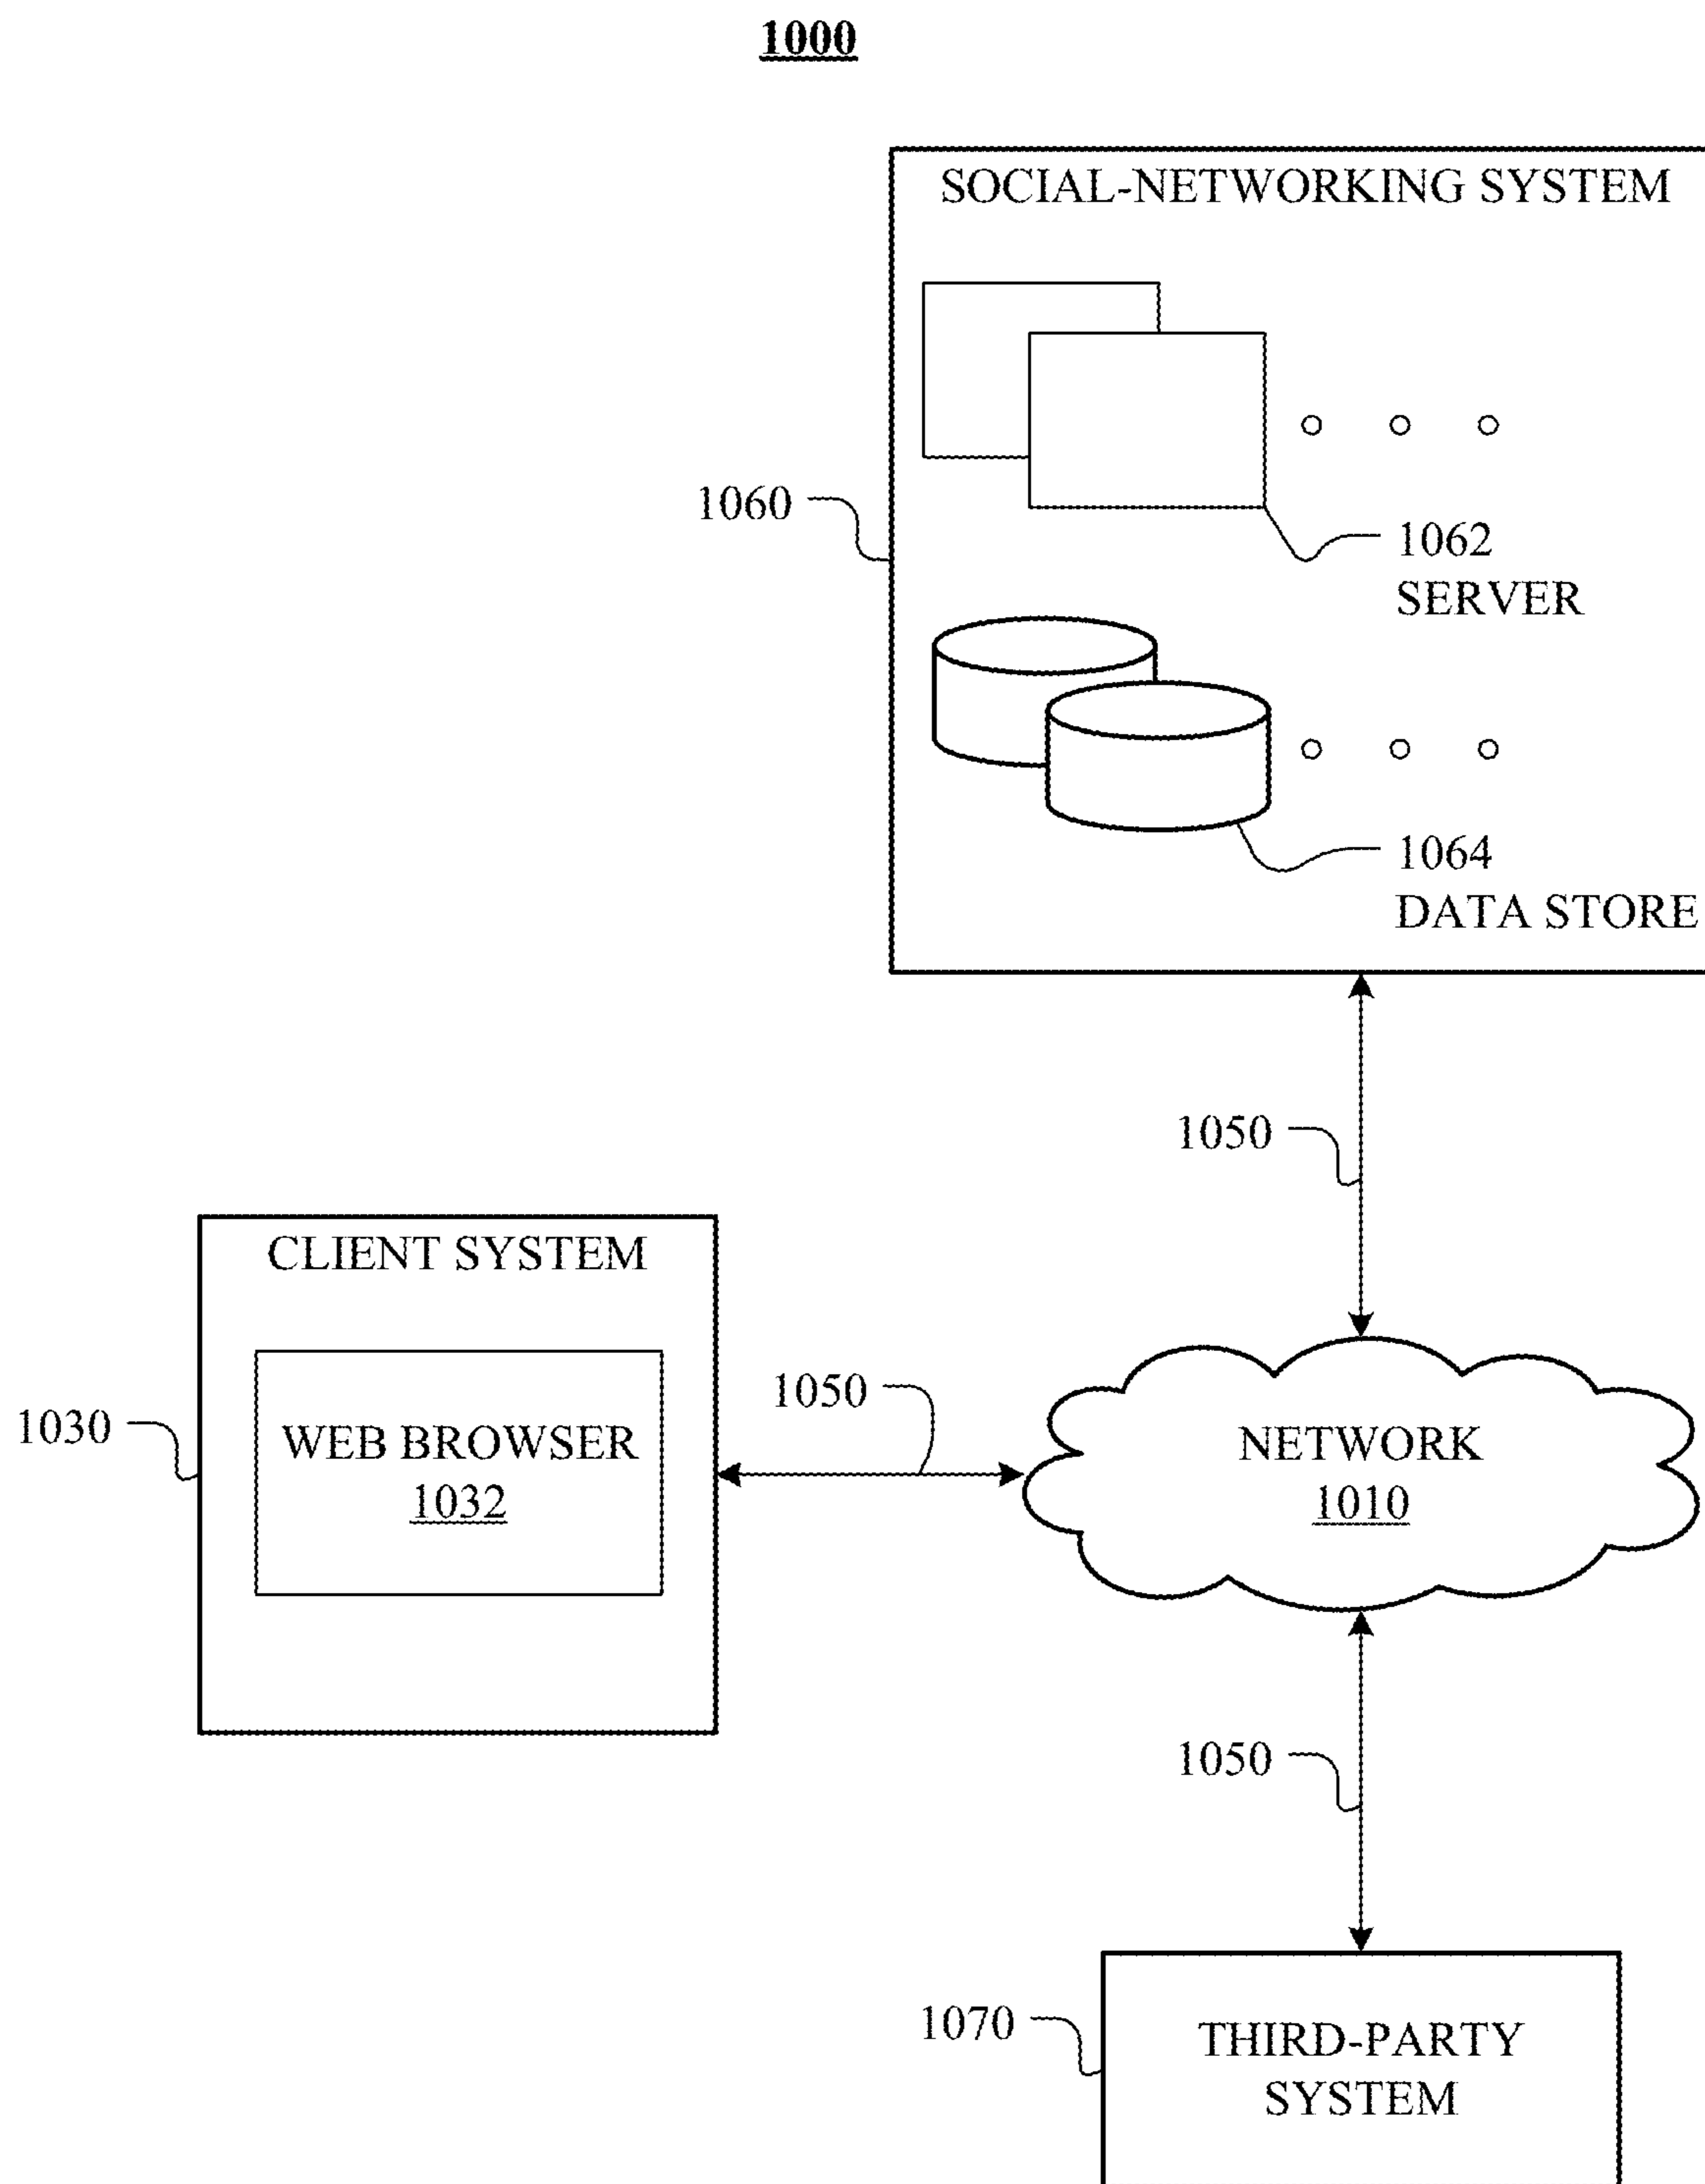 1000
SOCIAL-NETWORKING SYSTEM
1060
1062
SERVER
1064
DATA STORE
1050
CLIENT SYSTEM
1030
WEB BROWSER
1032
1050
NETWORK
1010
1050
1070
THIRD-PARTY
SYSTEM